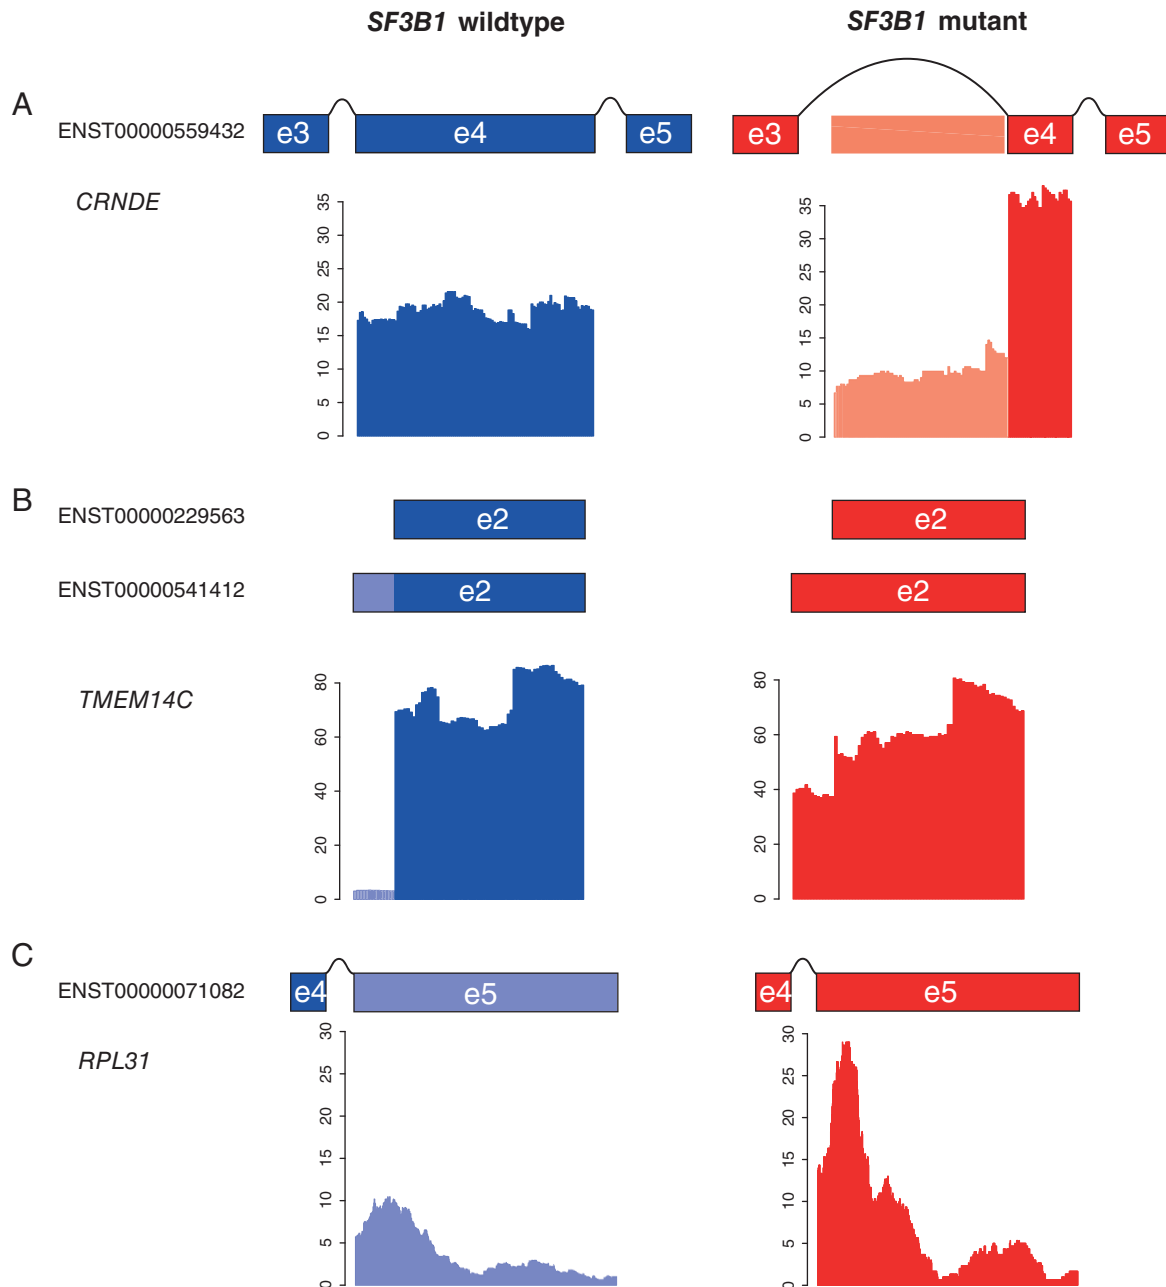 SF3B1 wildtype
SF3B1 mutant
A
ENST00000559432
e3
e4
e5
e3
e4
e5
CRNDE
0 5 10 15 20 25 30 35
0 5 10 15 20 25 30 35
B
ENST00000229563
e2
e2
ENST00000541412
e2
e2
TMEM14C
0 20 40 60 80
0 20 40 60 80
C
ENST00000071082
e4
e5
e4
e5
RPL31
0 5 10 15 20 25 30
0 5 10 15 20 25 30